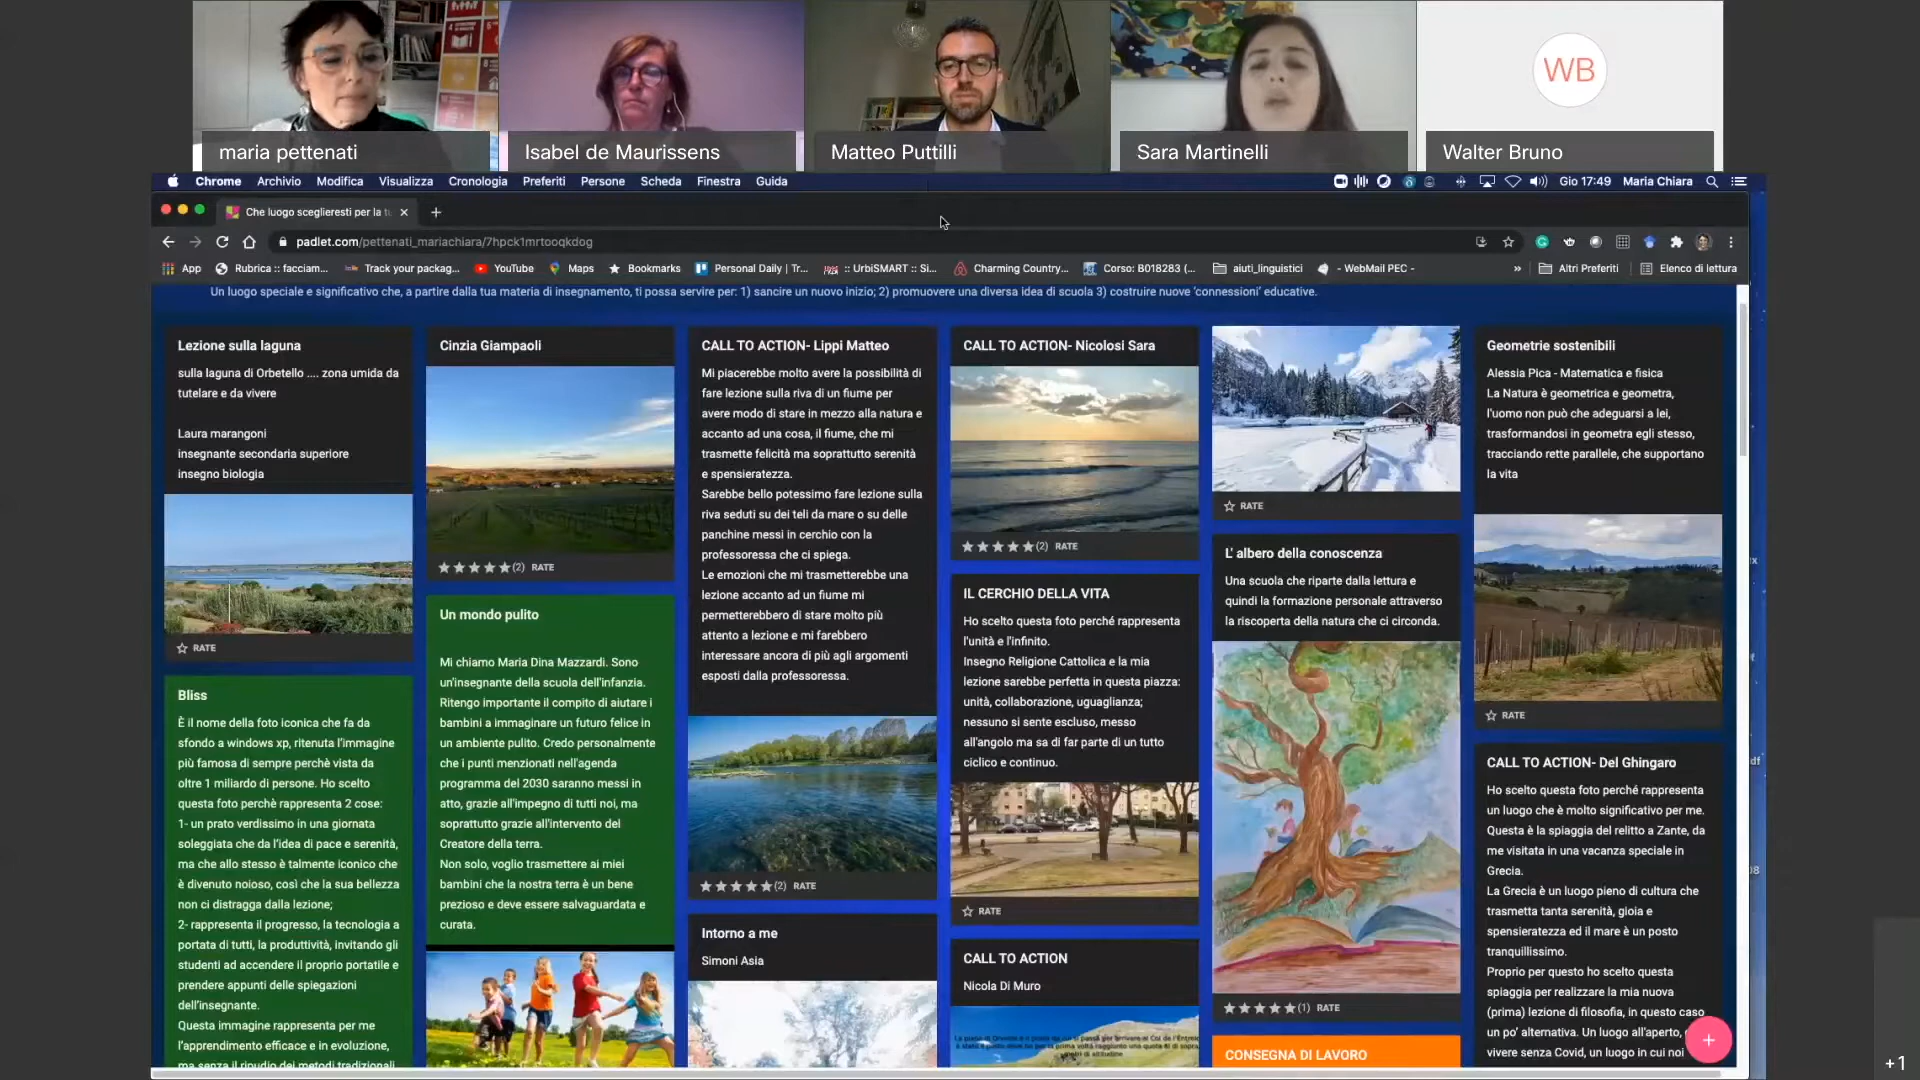 maria pettenati
Isabel de Maurissens
Matteo Puttilli
Sara Martinelli
WB
Walter Bruno
Chrome Archivio Modifica Visualizza Cronologia Preferiti Persone Scheda Finestra Guida
Gio 17:49 Maria Chiara
Che luogo sceglieresti per la tu
padlet.com/pettenati_mariachiara/7hpck1mrtooqkdog
App Rubrica :: facciam... Track your packag... YouTube Maps Bookmarks Personal Daily | Tr... :: UrbiSMART :: Si... Charming Country... Corso: B018283 (... aiuti_linguistici - WebMail PEC - » Altri Preferiti Elenco di lettura
Un luogo speciale e significativo che, a partire dalla tua materia di insegnamento, ti possa servire per: 1) sancire un nuovo inizio; 2) promuovere una diversa idea di scuola 3) costruire nuove 'connessioni' educative.
Lezione sulla laguna
sulla laguna di Orbetello .... zona umida da
tutelare e da vivere
Laura marangoni
insegnante secondaria superiore
insegno biologia
RATE
Bliss
È il nome della foto iconica che fa da
sfondo a windows xp, ritenuta l'immagine
più famosa di sempre perchè vista da
oltre 1 miliardo di persone. Ho scelto
questa foto perchè rappresenta 2 cose:
1- un prato verdissimo in una giornata
soleggiata che da l'idea di pace e serenità,
ma che allo stesso è talmente iconico che
è divenuto noioso, così che la sua bellezza
non ci distragga dalla lezione;
2- rappresenta il progresso, la tecnologia a
portata di tutti, la produttività, invitando gli
studenti ad accendere il proprio portatile e
prendere appunti delle spiegazioni
dell'insegnante.
Questa immagine rappresenta per me
l'apprendimento efficace e in evoluzione,
ma senza il ripudio dei metodi tradizionali
Cinzia Giampaoli
(2) RATE
Un mondo pulito
Mi chiamo Maria Dina Mazzardi. Sono
un'insegnante della scuola dell'infanzia.
Ritengo importante il compito di aiutare i
bambini a immaginare un futuro felice in
un ambiente pulito. Credo personalmente
che i punti menzionati nell'agenda
programma del 2030 saranno messi in
atto, grazie all'impegno di tutti noi, ma
soprattutto grazie all'intervento del
Creatore della terra.
Non solo, voglio trasmettere ai miei
bambini che la nostra terra è un bene
prezioso e deve essere salvaguardata e
curata.
CALL TO ACTION- Lippi Matteo
Mi piacerebbe molto avere la possibilità di
fare lezione sulla riva di un fiume per
avere modo di stare in mezzo alla natura e
accanto ad una cosa, il fiume, che mi
trasmette felicità ma soprattutto serenità
e spensieratezza.
Sarebbe bello potessimo fare lezione sulla
riva seduti su dei teli da mare o su delle
panchine messi in cerchio con la
professoressa che ci spiega.
Le emozioni che mi trasmetterebbe una
lezione accanto ad un fiume mi
permetterebbero di stare molto più
attento a lezione e mi farebbero
interessare ancora di più agli argomenti
esposti dalla professoressa.
(2) RATE
Intorno a me
Simoni Asia
CALL TO ACTION- Nicolosi Sara
(2) RATE
IL CERCHIO DELLA VITA
Ho scelto questa foto perché rappresenta
l'unità e l'infinito.
Insegno Religione Cattolica e la mia
lezione sarebbe perfetta in questa piazza:
unità, collaborazione, uguaglianza;
nessuno si sente escluso, messo
all'angolo ma sa di far parte di un tutto
ciclico e continuo.
RATE
CALL TO ACTION
Nicola Di Muro
RATE
L' albero della conoscenza
Una scuola che riparte dalla lettura e
quindi la formazione personale attraverso
la riscoperta della natura che ci circonda.
(1) RATE
CONSEGNA DI LAVORO
Geometrie sostenibili
Alessia Pica - Matematica e fisica
La Natura è geometrica e geometra,
l'uomo non può che adeguarsi a lei,
trasformandosi in geometra egli stesso,
tracciando rette parallele, che supportano
la vita
RATE
CALL TO ACTION- Del Ghingaro
Ho scelto questa foto perché rappresenta
un luogo che è molto significativo per me.
Questa è la spiaggia del relitto a Zante, da
me visitata in una vacanza speciale in
Grecia.
La Grecia è un luogo pieno di cultura che
trasmetta tanta serenità, gioia e
spensieratezza ed il mare è un posto
tranquillissimo.
Proprio per questo ho scelto questa
spiaggia per realizzare la mia nuova
(prima) lezione di filosofia, in questo caso
un po' alternativa. Un luogo all'aperto,
vivere senza Covid, un luogo in cui noi
+1